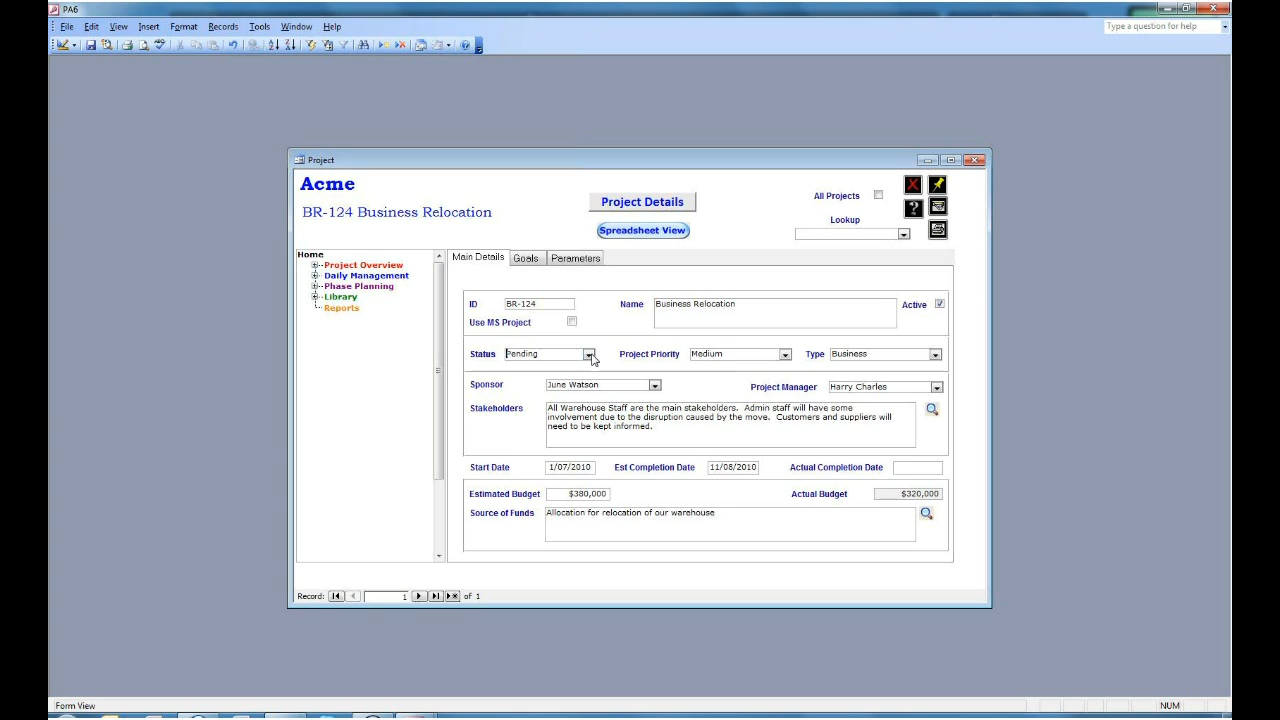 PA6
File Edit View Insert Format Records Tools Window Help
Type a question for help
Project
Acme
Project Details
All Projects
BR-124 Business Relocation
Lookup
Spreadsheet View
Home
Project Overview
Daily Management
Phase Planning
Library
Reports
Main Details Goals Parameters
ID BR-124 Name Business Relocation Active
Use MS Project
Status Pending Project Priority Medium Type Business
Sponsor June Watson Project Manager Harry Charles
Stakeholders All Warehouse Staff are the main stakeholders. Admin staff will have some
involvement due to the disruption caused by the move. Customers and suppliers will
need to be kept informed.
Start Date 1/07/2010 Est Completion Date 11/08/2010 Actual Completion Date
Estimated Budget $380,000 Actual Budget $320,000
Source of Funds Allocation for relocation of our warehouse
Record: 1 of 1
Form View NUM